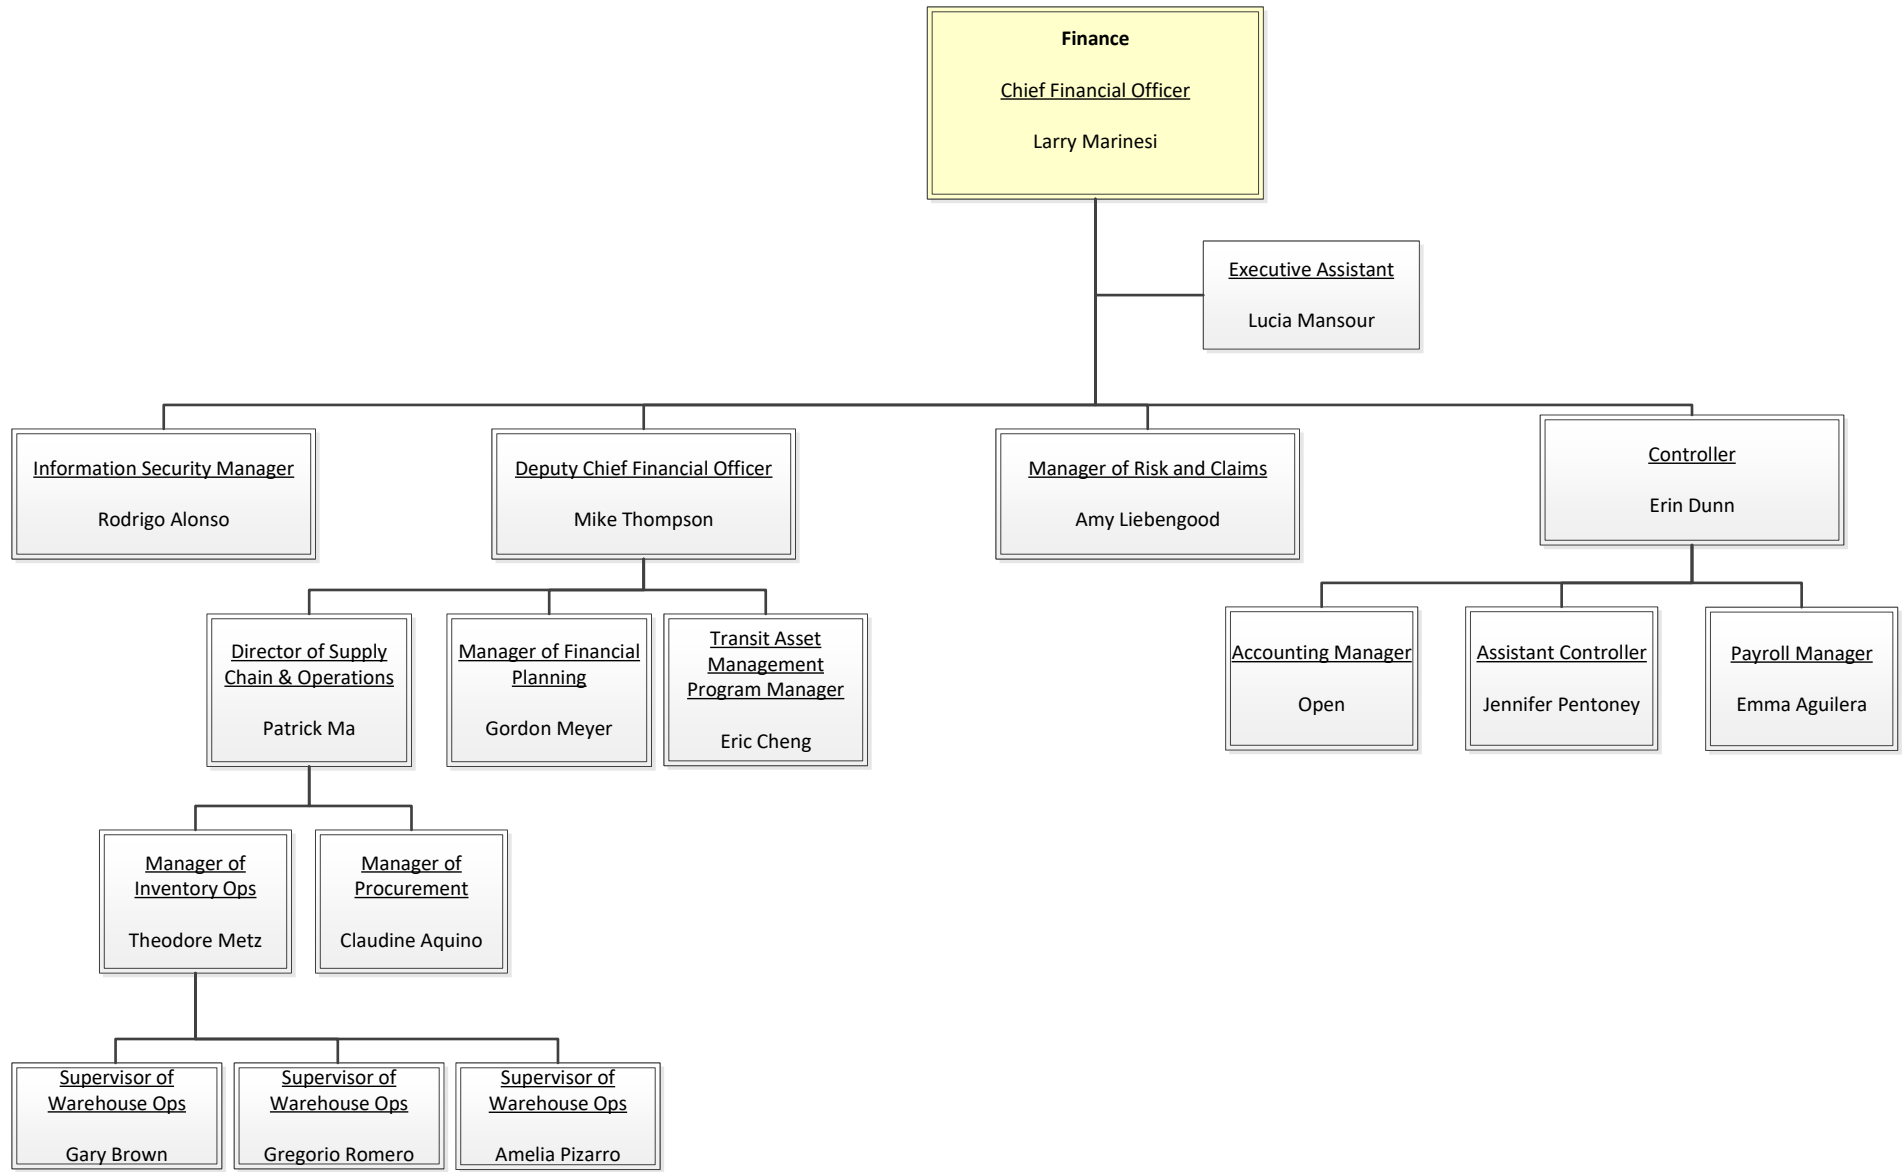 Finance
Chief Financial Officer
Larry Marinesi
Executive Assistant
Lucia Mansour
Information Security Manager
Rodrigo Alonso
Deputy Chief Financial Officer
Mike Thompson
Manager of Risk and Claims
Amy Liebengood
Controller
Erin Dunn
Director of Supply
Chain & Operations
Patrick Ma
Manager of Financial
Planning
Gordon Meyer
Transit Asset
Management
Program Manager
Eric Cheng
Accounting Manager
Open
Assistant Controller
Jennifer Pentoney
Payroll Manager
Emma Aguilera
Manager of
Inventory Ops
Theodore Metz
Manager of
Procurement
Claudine Aquino
Supervisor of
Warehouse Ops
Gary Brown
Supervisor of
Warehouse Ops
Gregorio Romero
Supervisor of
Warehouse Ops
Amelia Pizarro